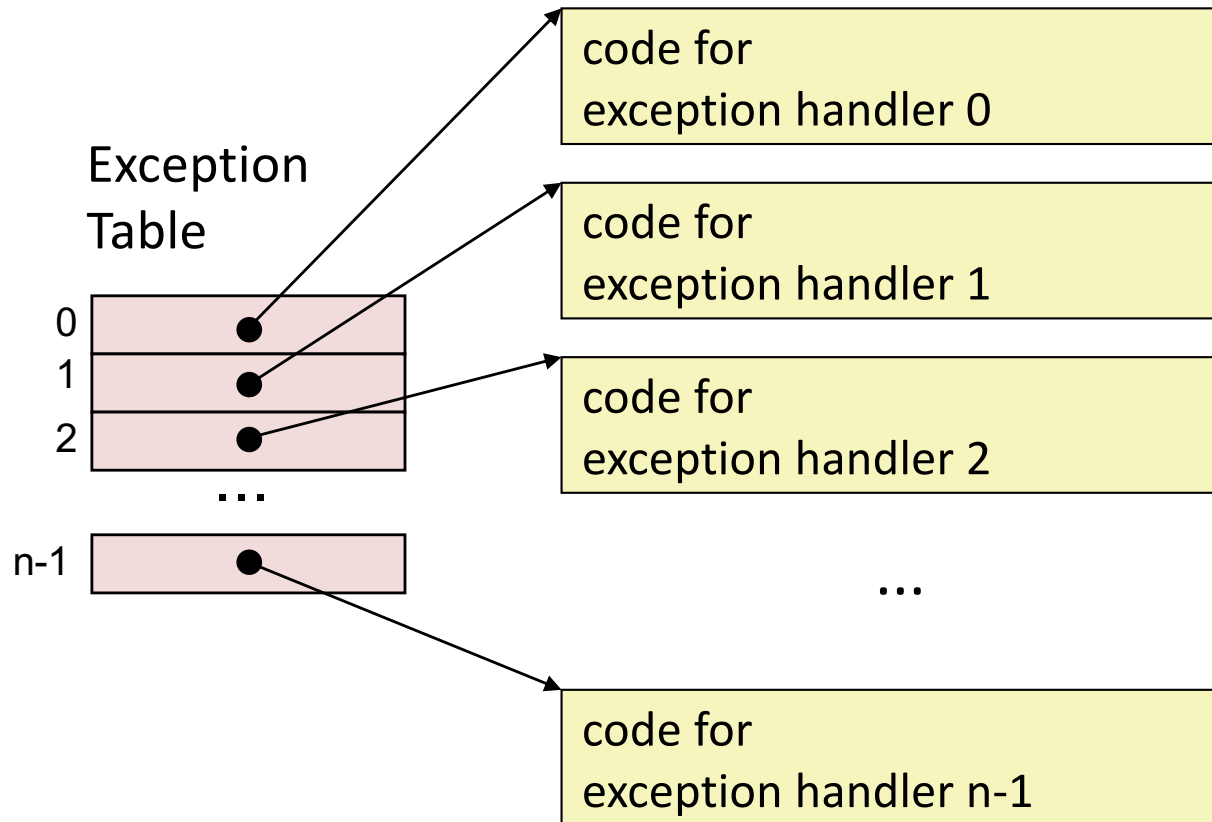 code for
exception handler 0
Exception
Table
code for
exception handler 1
0
1
2
...
n-1
code for
exception handler 2
...
code for
exception handler n-1